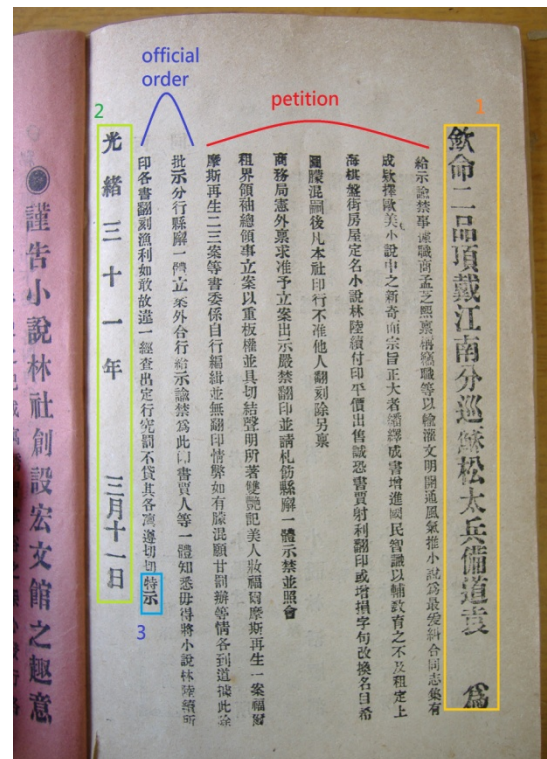 official
order
petition
1
2
3
欽命二品頂戴江南分巡蘇松太兵備道袁 為
給示諭禁事據職商孟芝熙稟稱竊職等以輸灌文明開通風氣推小說為最爰糾合同志集有
成欵擇歐美小說中之新奇而宗旨正大者繙繹成書增進國民智識以輔敎育之不及租定上
海棋盤街房屋定名小說林陸續付印平價出售誠恐書賈射利翻印或增損字句改換名目希
圖朦混嗣後凡本社印行不准他人翻刻除另稟
商務局憲外稟求准予立案出示嚴禁翻印並請札飭縣廨一體示禁並照會
租界領袖總領事立案以重板權並具切結聲明所著雙艷記美人妝福爾摩斯再生一案福爾
摩斯再生二三案等書委係自行編緝並無翻印情弊如有朦混願甘罰辦等情各到道據此除
批示分行縣廨一體立案外合行給示諭禁為此仰書賈人等一體知悉毋得將小說林陸續所
印各書翻刻漁利如敢故違一經查出定行究罰不貸其各凜遵切切特示
光緒三十一年 三月十一日
●謹告小說林社創設宏文館之趣意